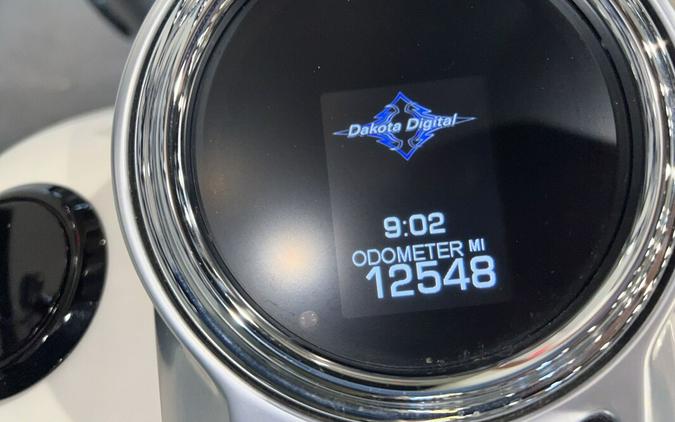 Dakota Digital
9:02
ODOMETER MI
12548